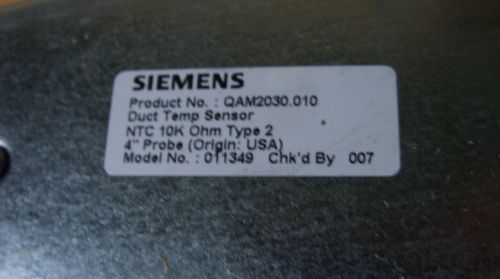 SIEMENS
Product No. : QAM2030.010
Duct Temp Sensor
NTC 10K Ohm Type 2
4" Probe (Origin: USA)
Model No. : 011349 Chk'd By 007